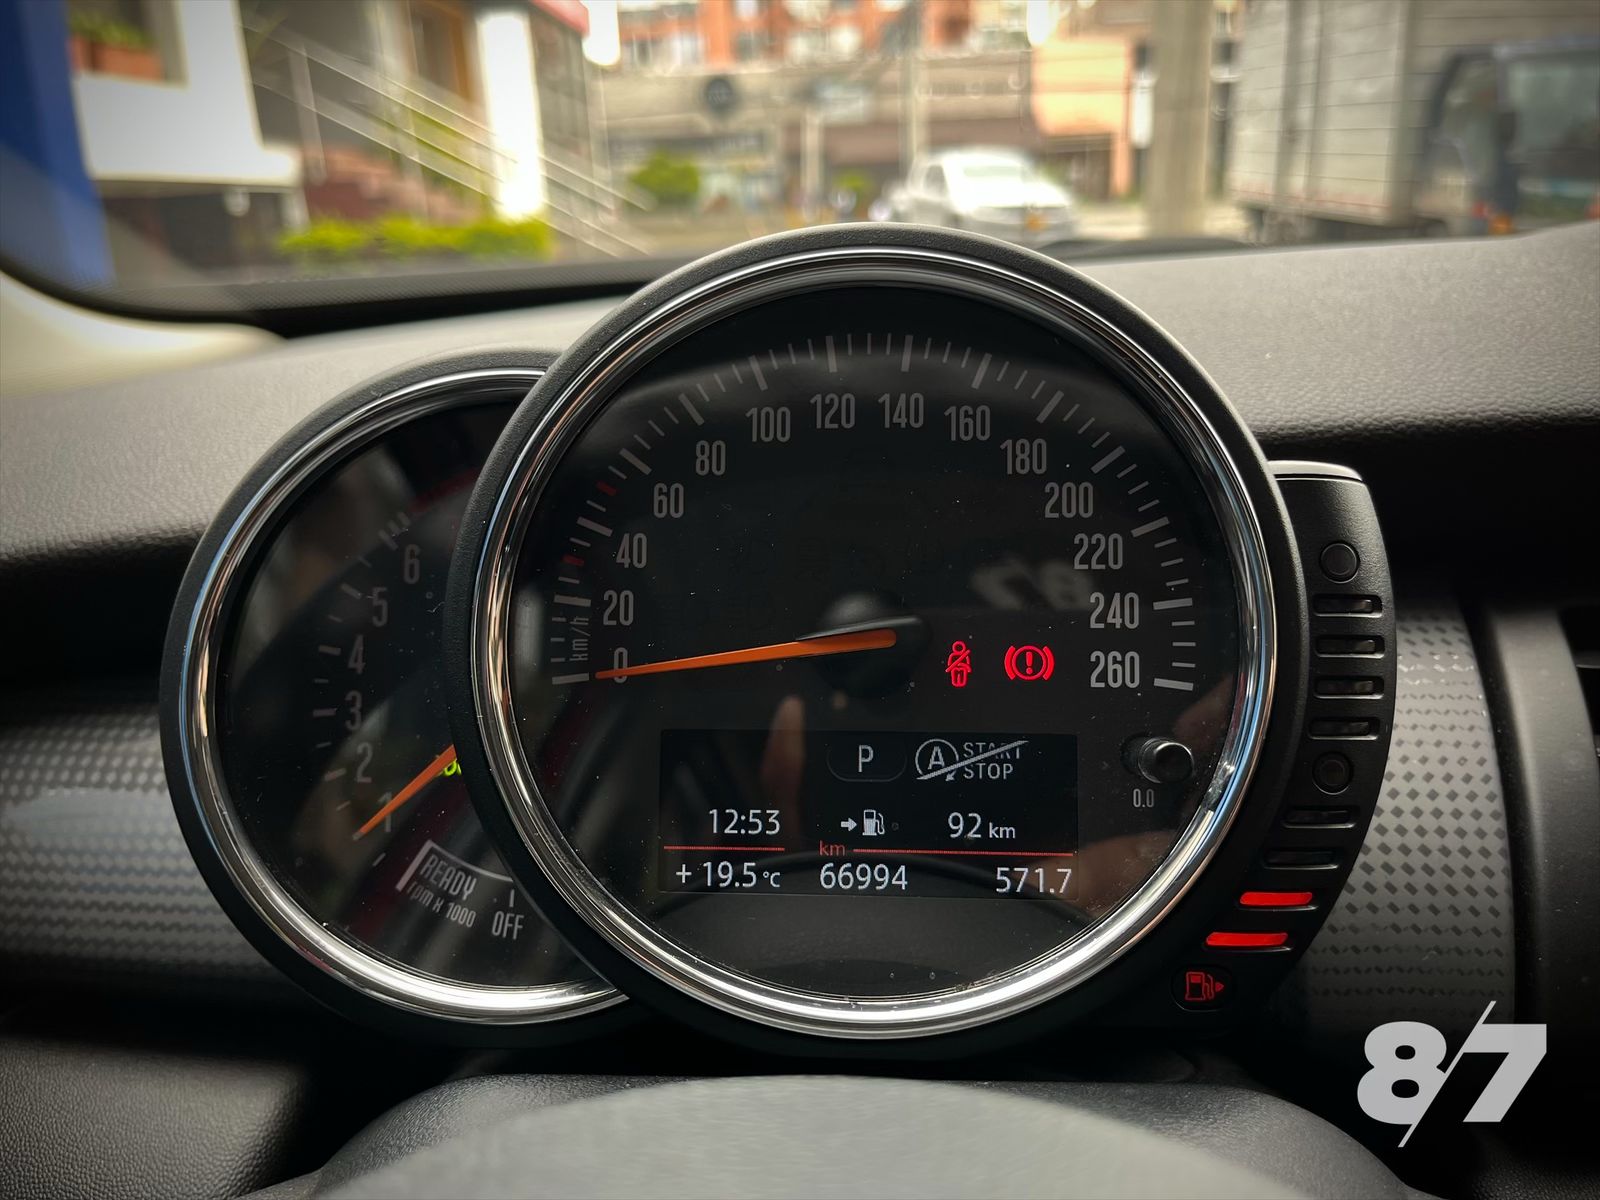 100 120 140 160
80 180
60 200
40 220
20 240
0 260
km/h
6
5
4
3
2
1
READY
rpm x 1000
OFF
P
A START
STOP
0.0
12:53 92 km
km
+ 19.5 °C 66994 571.7
8/7